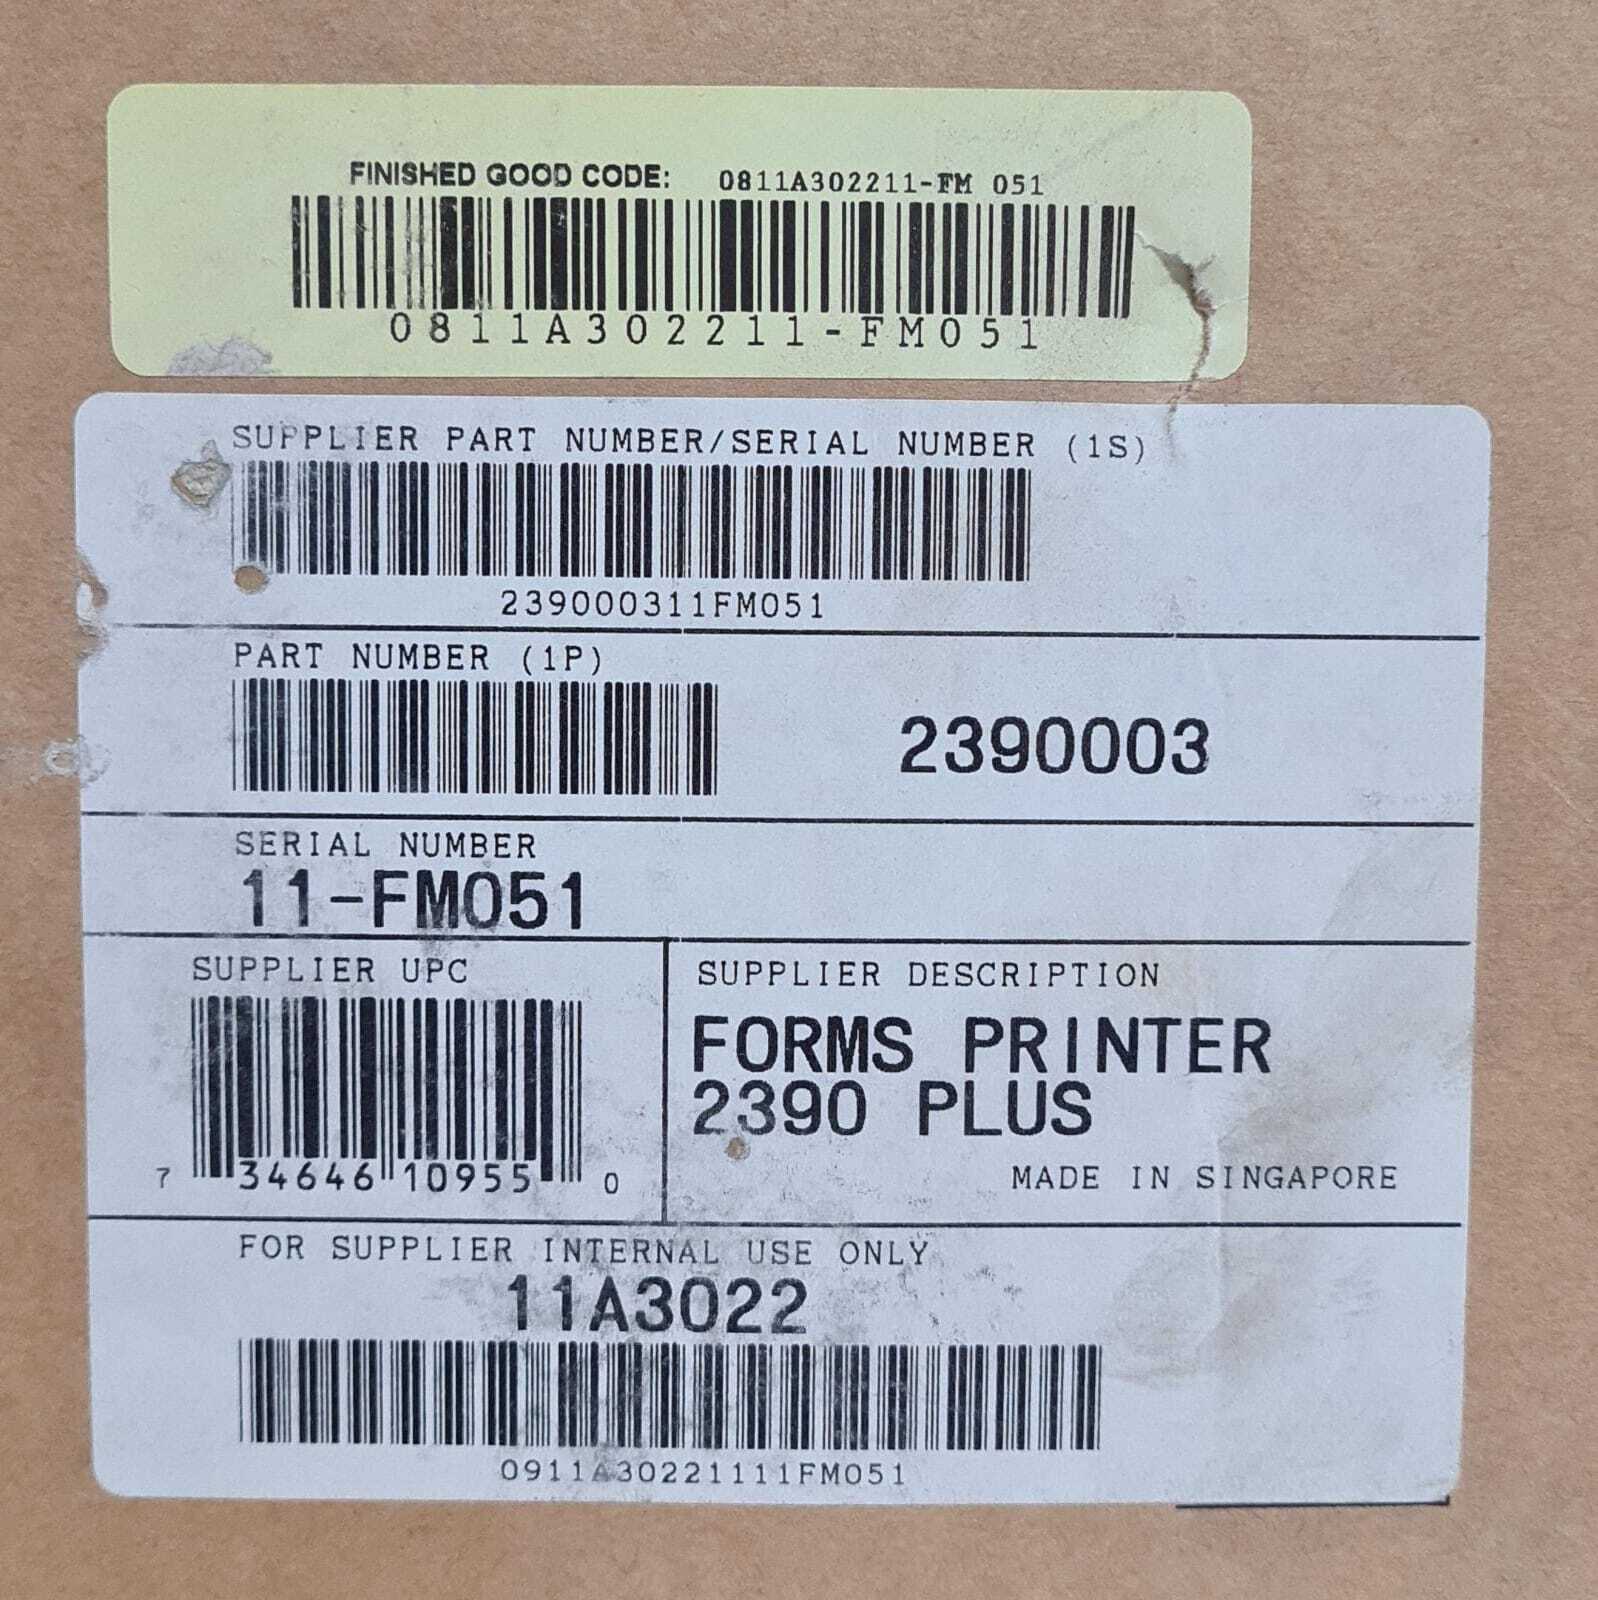 FINISHED GOOD CODE: 0811A302211-FM 051
0811A302211-FM051
SUPPLIER PART NUMBER/SERIAL NUMBER (1S)
239000311FM051
PART NUMBER (1P)
2390003
SERIAL NUMBER
11-FM051
SUPPLIER UPC
7 34646 10955 0
SUPPLIER DESCRIPTION
FORMS PRINTER
2390 PLUS
MADE IN SINGAPORE
FOR SUPPLIER INTERNAL USE ONLY
11A3022
0911A30221111FM051